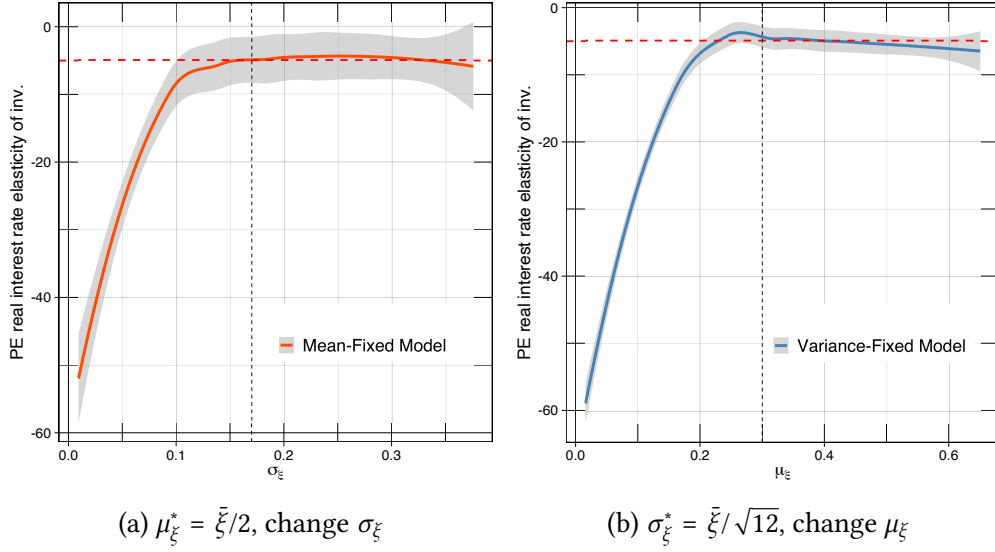 PE real interest rate elasticity of inv.
0
-20
-40
-60
0.0
0.1
0.2
0.3
σξ
Mean-Fixed Model
(a) μ*ξ = ξ̄/2, change σξ
PE real interest rate elasticity of inv.
0
-20
-40
-60
0.0
0.2
0.4
0.6
μξ
Variance-Fixed Model
(b) σ*ξ = ξ̄/√12, change μξ